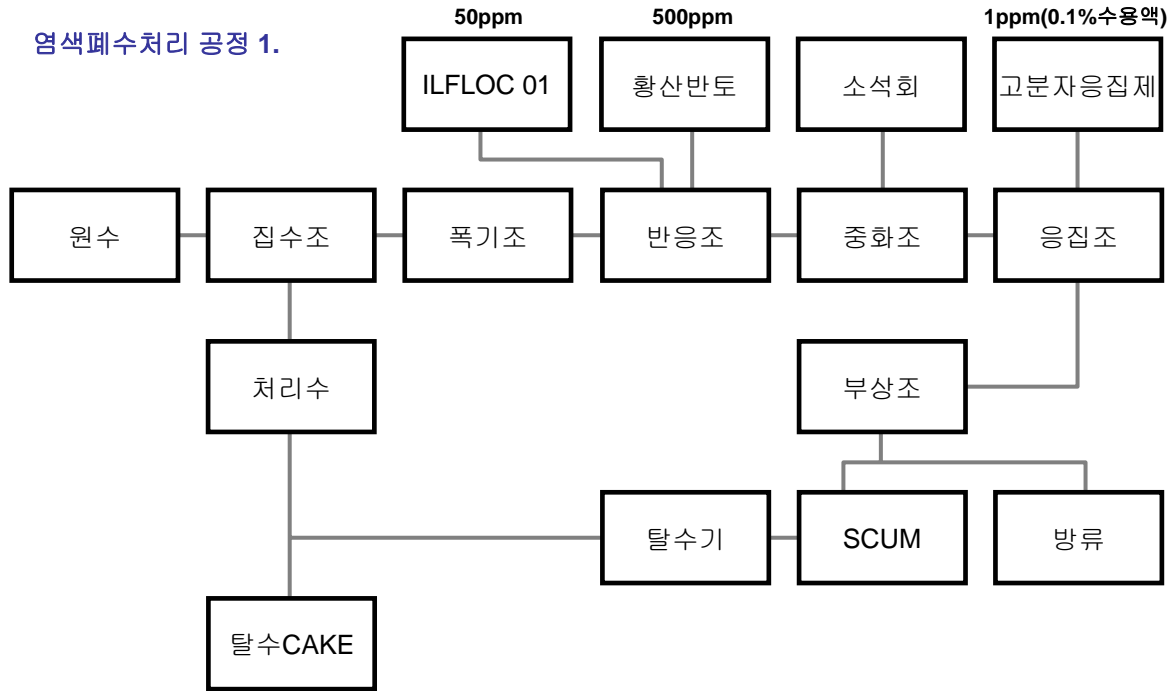 50ppm 500ppm 1ppm(0.1%수용액)
염색폐수처리 공정 1.
ILFLOC 01 황산반토 소석회 고분자응집제
원수 집수조 폭기조 반응조 중화조 응집조
처리수 부상조
탈수기 SCUM 방류
탈수CAKE